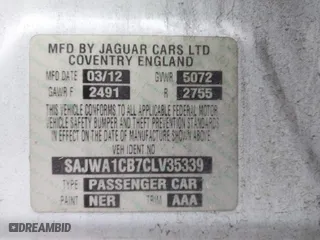 MFD BY JAGUAR CARS LTD
COVENTRY ENGLAND
MFD DATE 03/12 GVWR 5072
GAWR F 2491 R 2755
THIS VEHICLE CONFORMS TO ALL APPLICABLE FEDERAL MOTOR
VEHICLE SAFETY BUMPER AND THEFT PREVENTION STANDARDS
IN EFFECT ON THE DATE OF MANUFACTURE SHOWN ABOVE
VEH IDENT NO
SAJWA1CB7CLV35339
TYPE PASSENGER CAR
PAINT NER TRIM AAA
© DREAMBID
DREAMBID